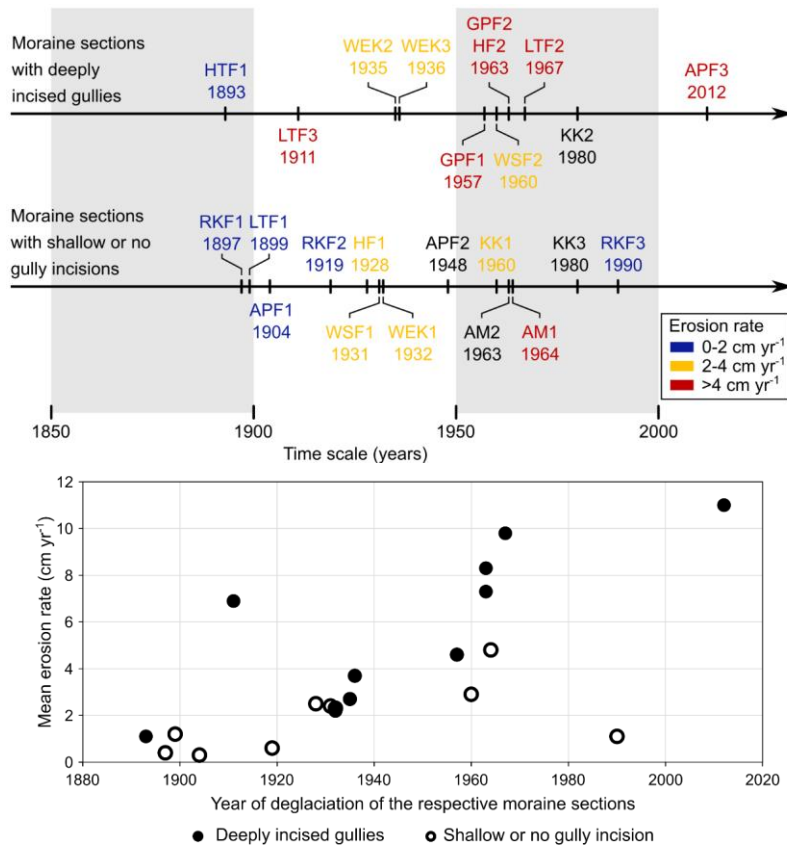 Moraine sections
with deeply
incised gullies
HTF1
1893
LTF3
1911
WEK2
1935
WEK3
1936
GPF2
HF2
1963
LTF2
1967
GPF1
1957
WSF2
1960
KK2
1980
APF3
2012
Moraine sections
with shallow or no
gully incisions
RKF1
1897
LTF1
1899
APF1
1904
RKF2
1919
HF1
1928
WSF1
1931
WEK1
1932
APF2
1948
KK1
1960
AM2
1963
AM1
1964
KK3
1980
RKF3
1990
Erosion rate
0-2 cm yr⁻¹
2-4 cm yr⁻¹
>4 cm yr⁻¹
1850 1900 1950 2000
Time scale (years)
Mean erosion rate (cm yr⁻¹)
12
10
8
6
4
2
0
1880 1900 1920 1940 1960 1980 2000 2020
Year of deglaciation of the respective moraine sections
Deeply incised gullies Shallow or no gully incision